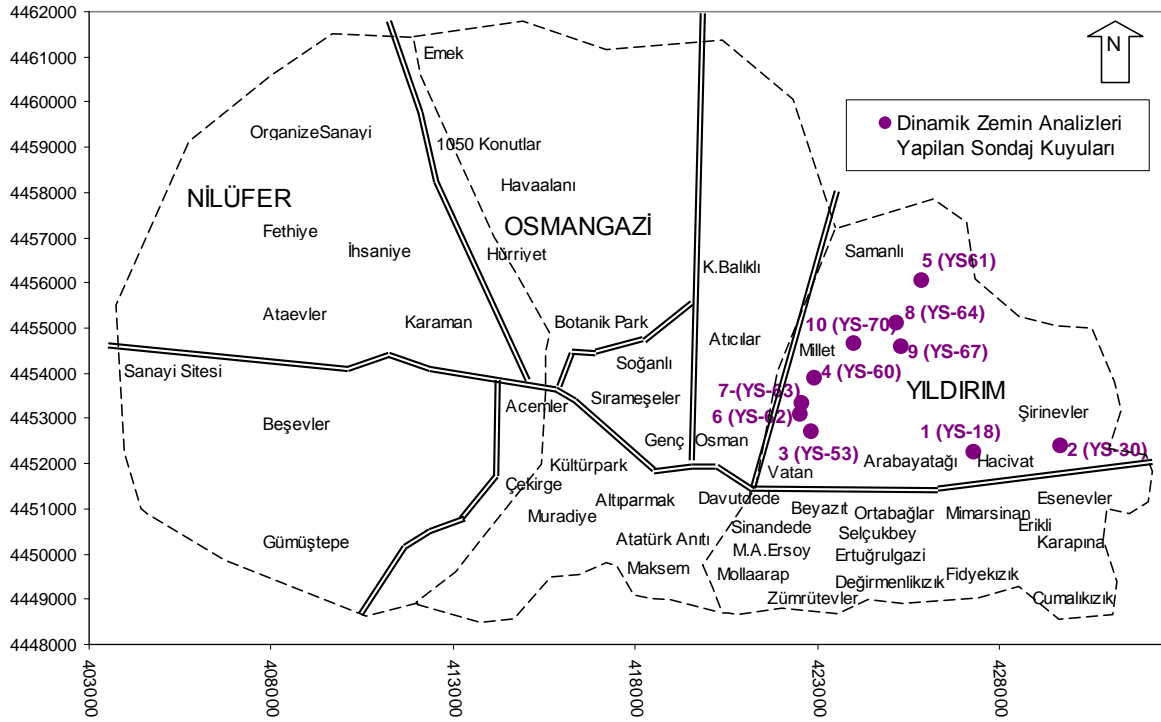 4462000
4461000
4460000
4459000
4458000
4457000
4456000
4455000
4454000
4453000
4452000
4451000
4450000
4449000
4448000
403000
408000
413000
418000
423000
428000
N
Dinamik Zemin Analizleri
Yapilan Sondaj Kuyuları
Emek
OrganizeSanayi
1050 Konutlar
Havaalanı
NİLÜFER
OSMANGAZİ
Fethiye
İhsaniye
Hürriyet
K.Balıklı
Samanlı
5 (YS61)
Ataevler
Karaman
Botanik Park
Atıcılar
8 (YS-64)
10 (YS-70)
Millet
9 (YS-67)
Soğanlı
Sanayi Sitesi
4 (YS-60)
YILDIRIM
Acemler
Sırameşeler
7-(YS-63)
6 (YS-62)
Şirinevler
Beşevler
Genç Osman
3 (YS-53)
1 (YS-18)
2 (YS-30)
Arabayatağı
Hacivat
Kültürpark
Vatan
Çekirge
Altıparmak
Davutdede
Beyazıt
Ortabağlar
Mimarsinan
Esenevler
Muradiye
Sinandede
Selçukbey
Erikli
Karapına
Gümüştepe
Atatürk Anıtı
M.A.Ersoy
Ertuğrulgazi
Maksem
Mollaarap
Değirmenlikızık
Fidyekızık
Zümrütevler
Cumalıkızık